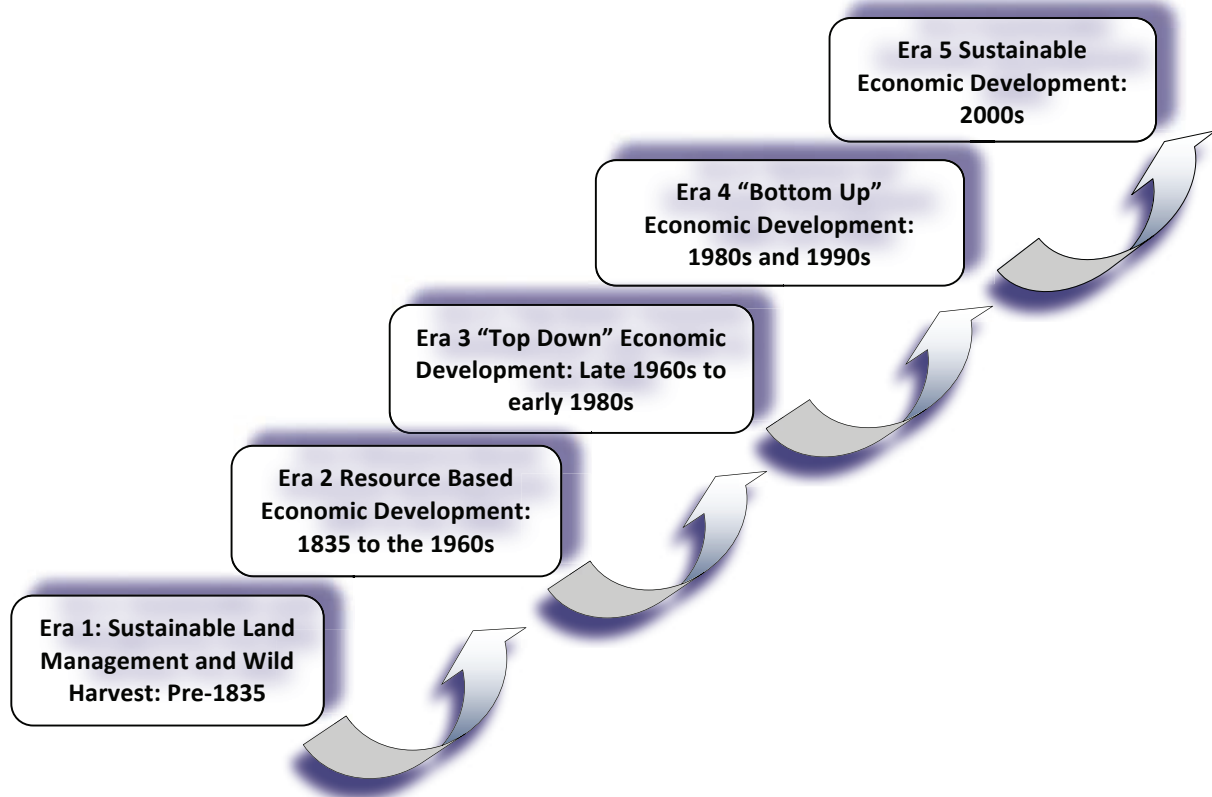 Era 5 Sustainable
Economic Development:
2000s
Era 4 “Bottom Up”
Economic Development:
1980s and 1990s
Era 3 “Top Down” Economic
Development: Late 1960s to
early 1980s
Era 2 Resource Based
Economic Development:
1835 to the 1960s
Era 1: Sustainable Land
Management and Wild
Harvest: Pre-1835